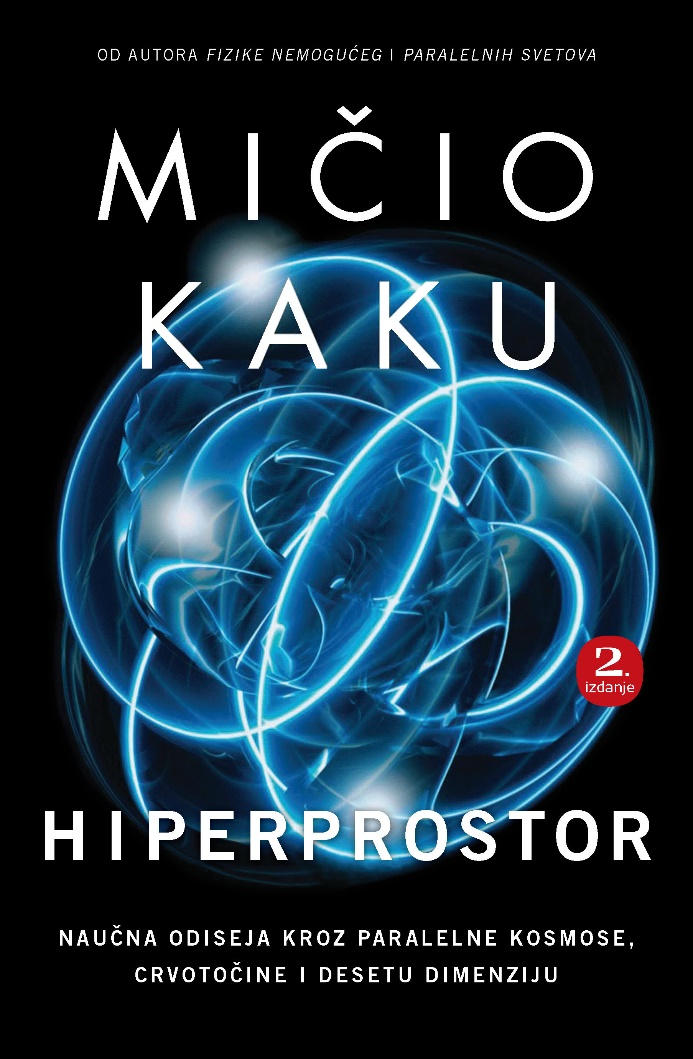 OD AUTORA FIZIKE NEMOGUĆEG I PARALELNIH SVETOVA
MIČIO
KAKU
2.
izdanje
HIPERPROSTOR
NAUČNA ODISEJA KROZ PARALELNE KOSMOSE,
CRVOTOČINE I DESETU DIMENZIJU